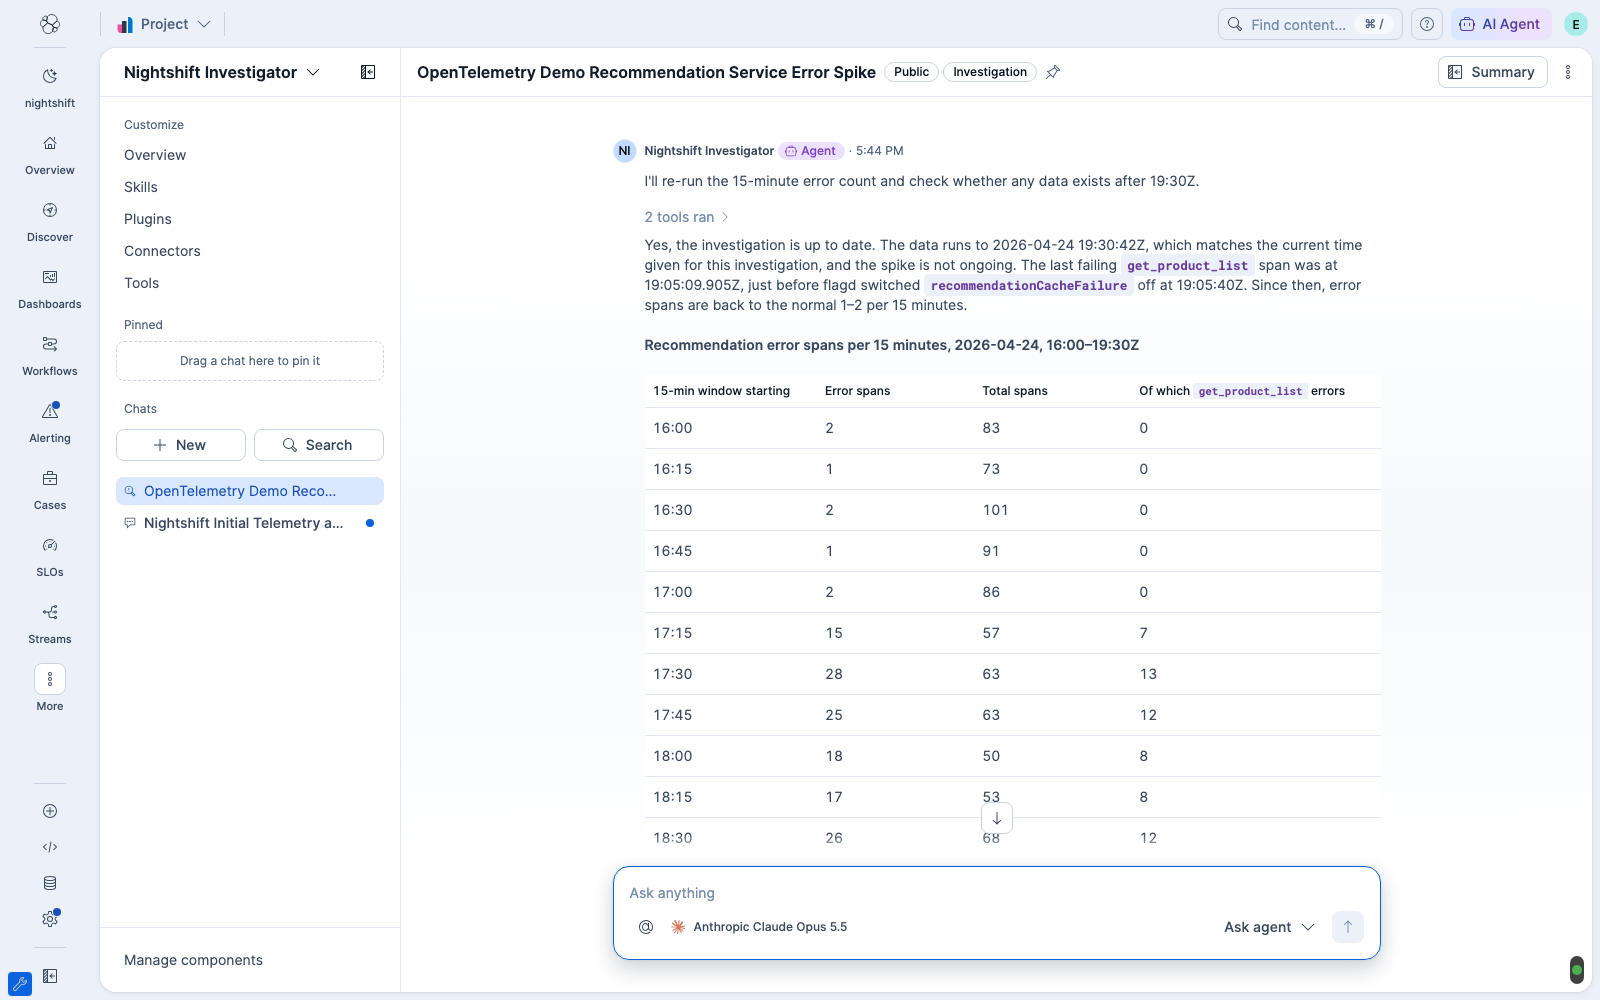 Project
Find content...
⌘ /
AI Agent
E
nightshift
Overview
Discover
Dashboards
Workflows
Alerting
Cases
SLOs
Streams
More
Nightshift Investigator
Customize
Overview
Skills
Plugins
Connectors
Tools
Pinned
Drag a chat here to pin it
Chats
New
Search
OpenTelemetry Demo Reco...
Nightshift Initial Telemetry a...
Manage components
OpenTelemetry Demo Recommendation Service Error Spike
Public
Investigation
Summary
NI Nightshift Investigator Agent · 5:44 PM
I'll re-run the 15-minute error count and check whether any data exists after 19:30Z.
2 tools ran
Yes, the investigation is up to date. The data runs to 2026-04-24 19:30:42Z, which matches the current time
given for this investigation, and the spike is not ongoing. The last failing get_product_list span was at
19:05:09.905Z, just before flagd switched recommendationCacheFailure off at 19:05:40Z. Since then, error
spans are back to the normal 1–2 per 15 minutes.
Recommendation error spans per 15 minutes, 2026-04-24, 16:00–19:30Z
15-min window starting Error spans Total spans Of which get_product_list errors
16:00 2 83 0
16:15 1 73 0
16:30 2 101 0
16:45 1 91 0
17:00 2 86 0
17:15 15 57 7
17:30 28 63 13
17:45 25 63 12
18:00 18 50 8
18:15 17 53 8
18:30 26 68 12
Ask anything
@ Anthropic Claude Opus 5.5
Ask agent